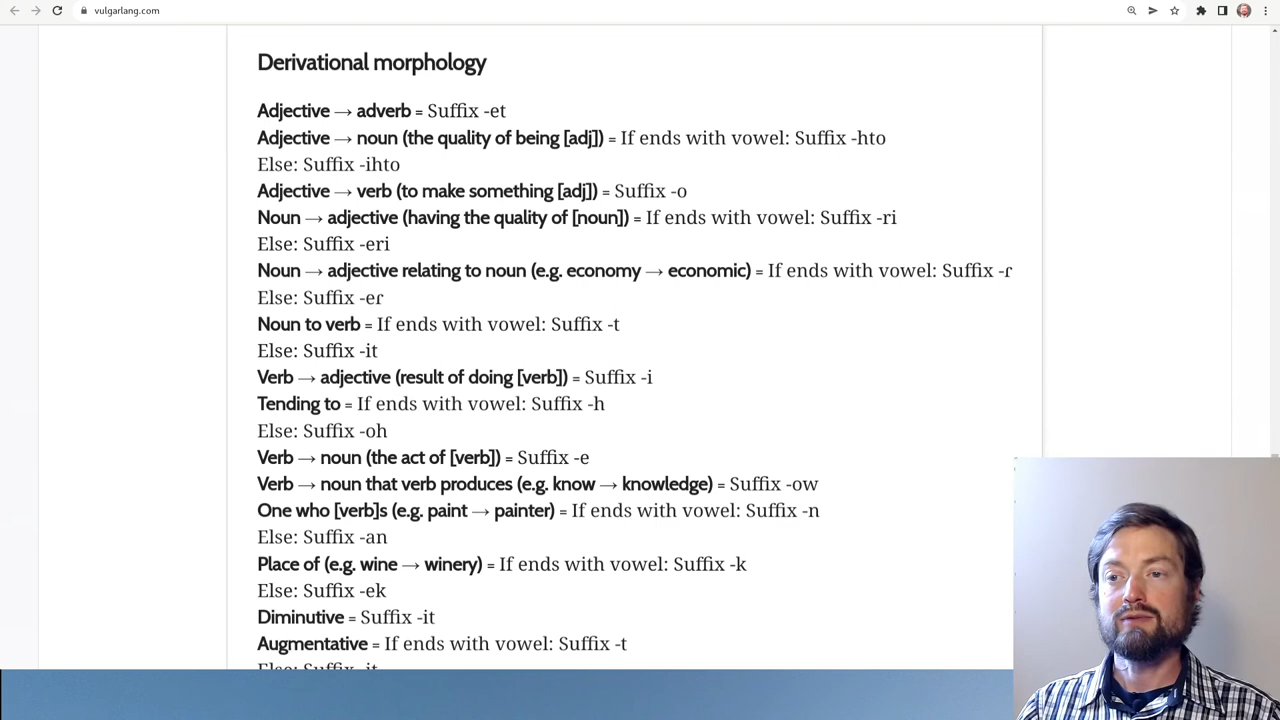 vulgarlang.com
Derivational morphology
Adjective → adverb = Suffix -et
Adjective → noun (the quality of being [adj]) = If ends with vowel: Suffix -hto
Else: Suffix -ihto
Adjective → verb (to make something [adj]) = Suffix -o
Noun → adjective (having the quality of [noun]) = If ends with vowel: Suffix -ri
Else: Suffix -eri
Noun → adjective relating to noun (e.g. economy → economic) = If ends with vowel: Suffix -ɾ
Else: Suffix -eɾ
Noun to verb = If ends with vowel: Suffix -t
Else: Suffix -it
Verb → adjective (result of doing [verb]) = Suffix -i
Tending to = If ends with vowel: Suffix -h
Else: Suffix -oh
Verb → noun (the act of [verb]) = Suffix -e
Verb → noun that verb produces (e.g. know → knowledge) = Suffix -ow
One who [verb]s (e.g. paint → painter) = If ends with vowel: Suffix -n
Else: Suffix -an
Place of (e.g. wine → winery) = If ends with vowel: Suffix -k
Else: Suffix -ek
Diminutive = Suffix -it
Augmentative = If ends with vowel: Suffix -t
Else: Suffix -it